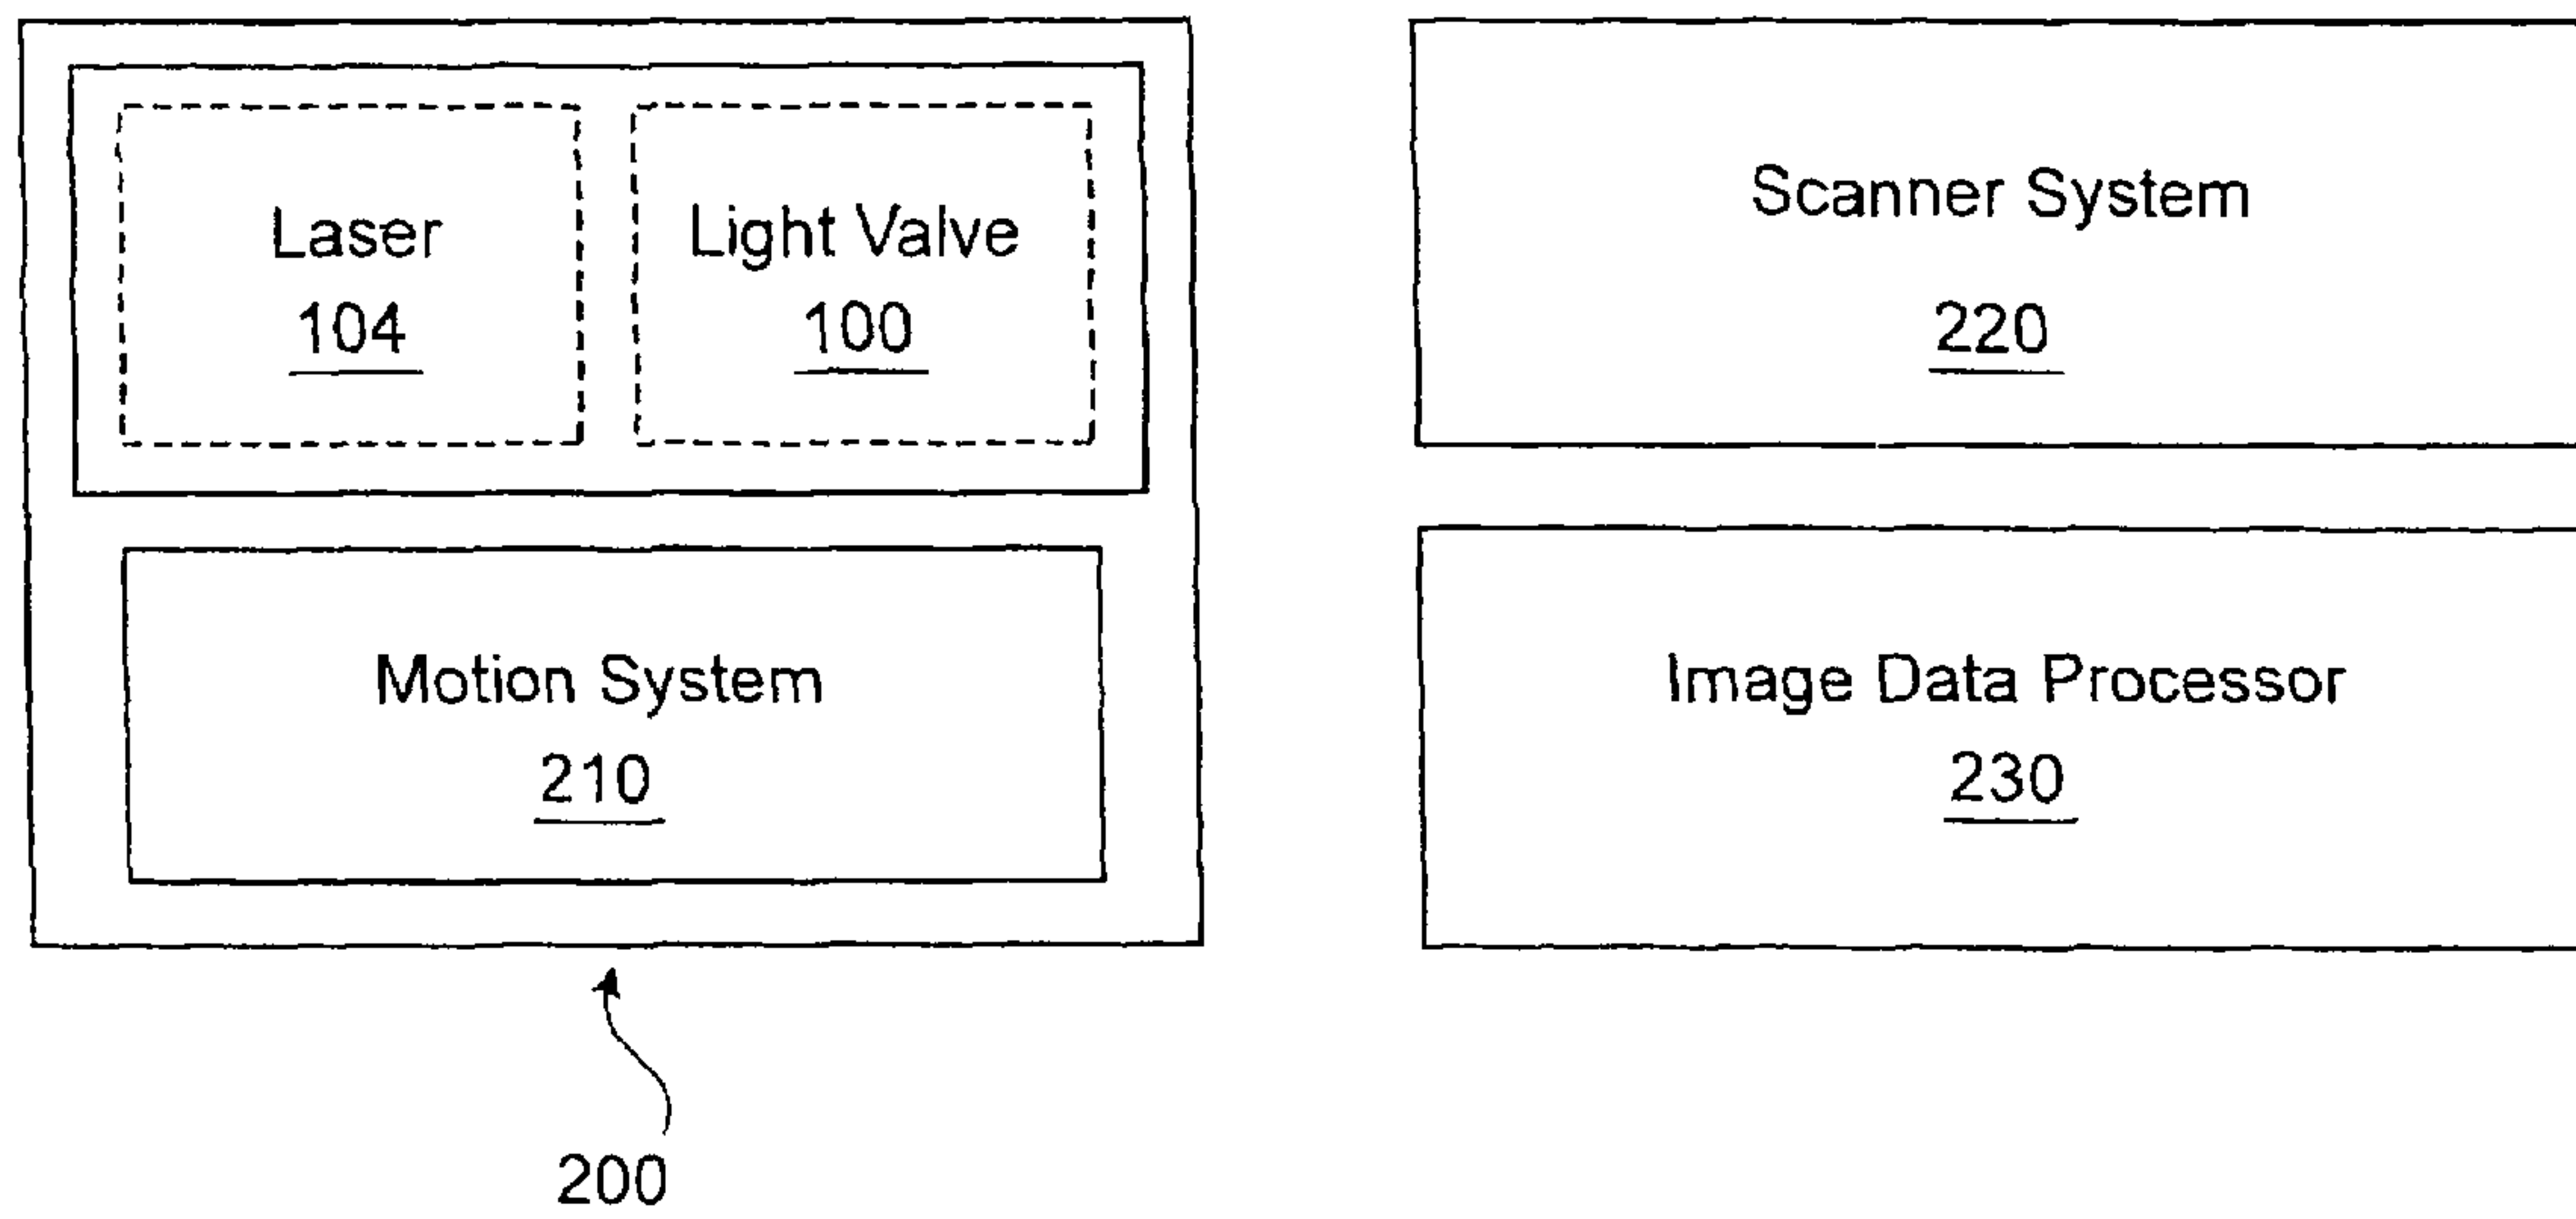 Laser
104
Light Valve
100
Motion System
210
200
Scanner System
220
Image Data Processor
230